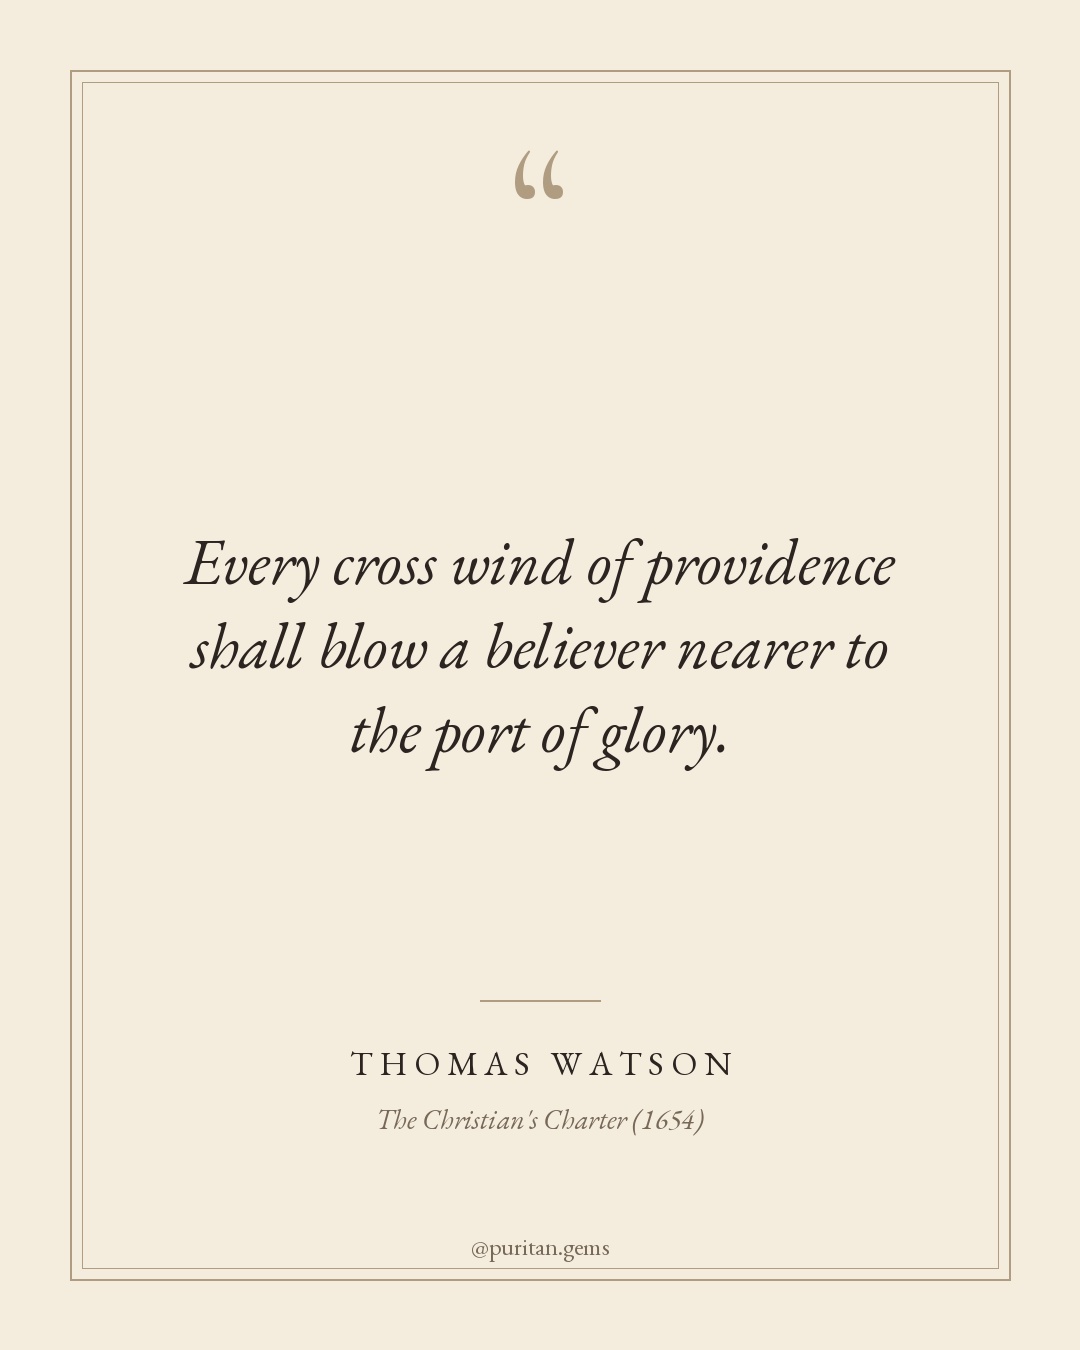 “
Every cross wind of providence
shall blow a believer nearer to
the port of glory.
THOMAS WATSON
The Christian's Charter (1654)
@puritan.gems